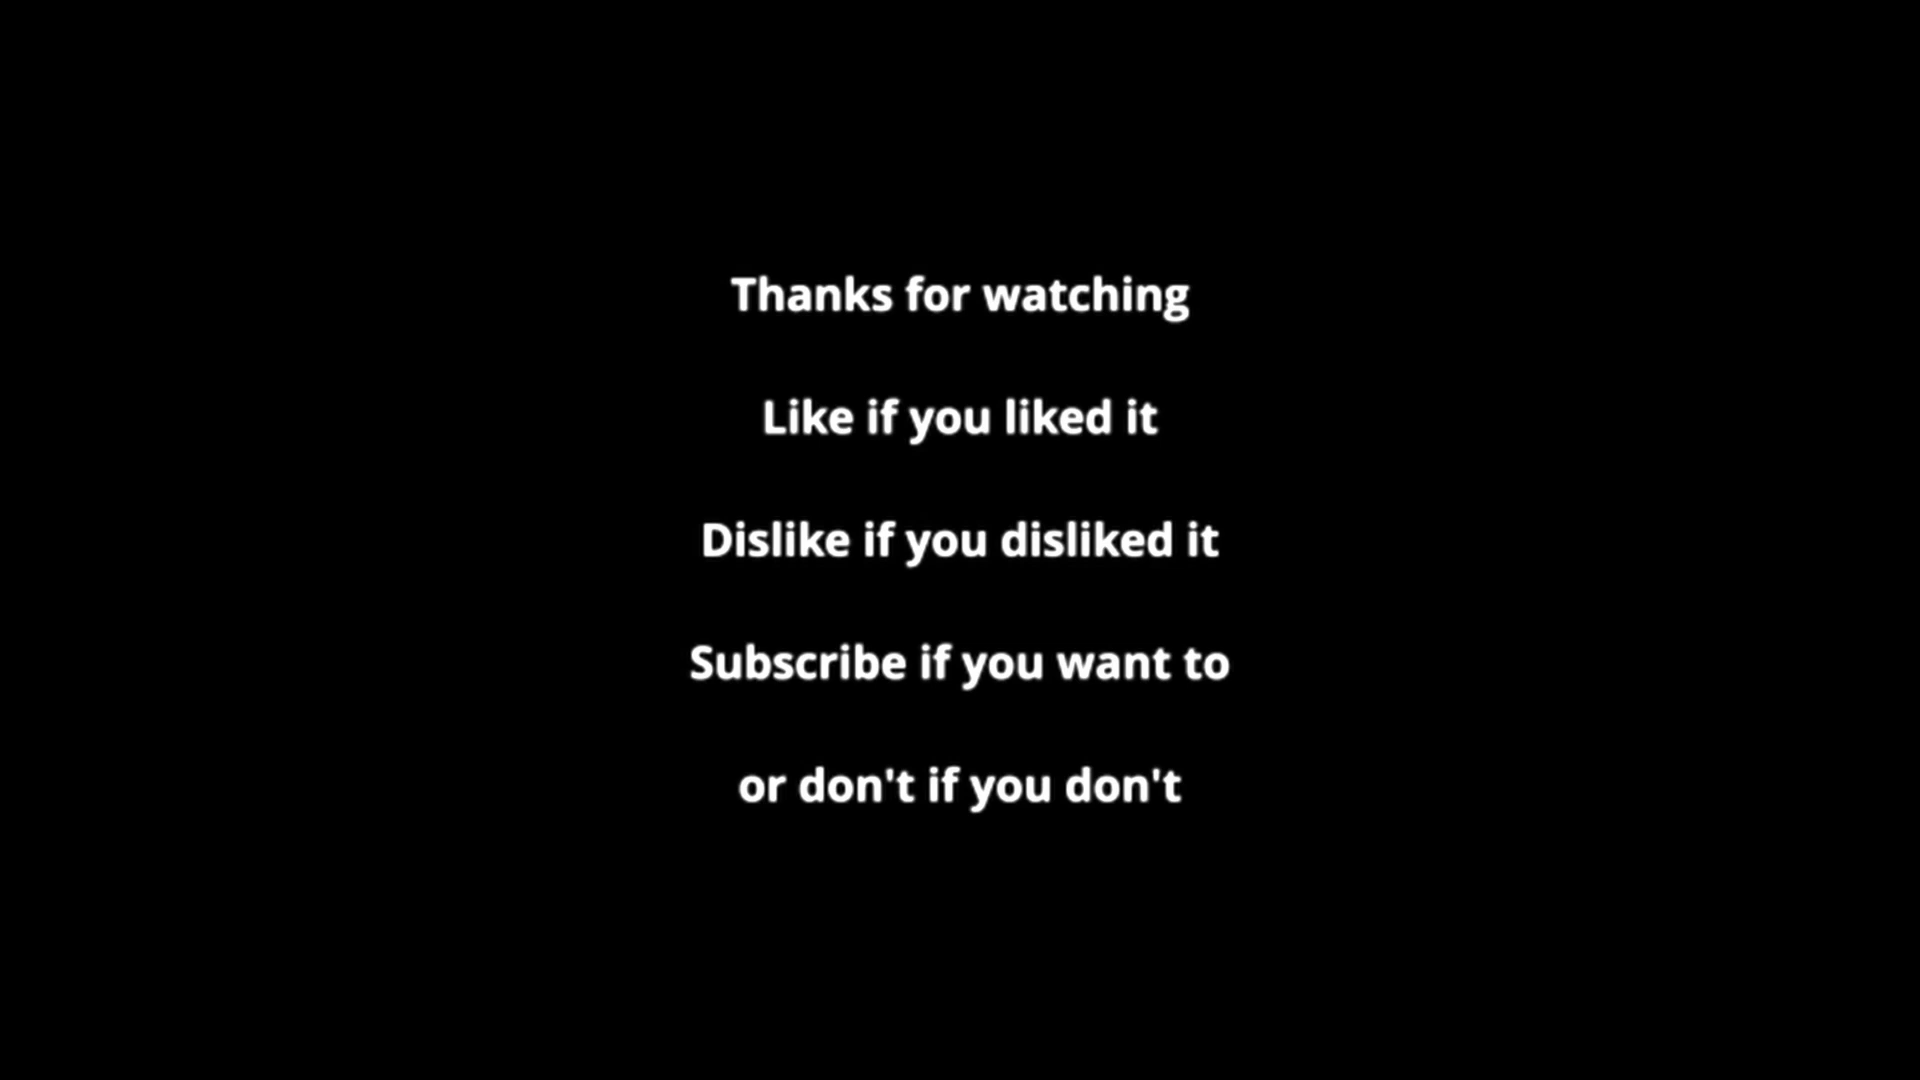 Thanks for watching
Like if you liked it
Dislike if you disliked it
Subscribe if you want to
or don't if you don't